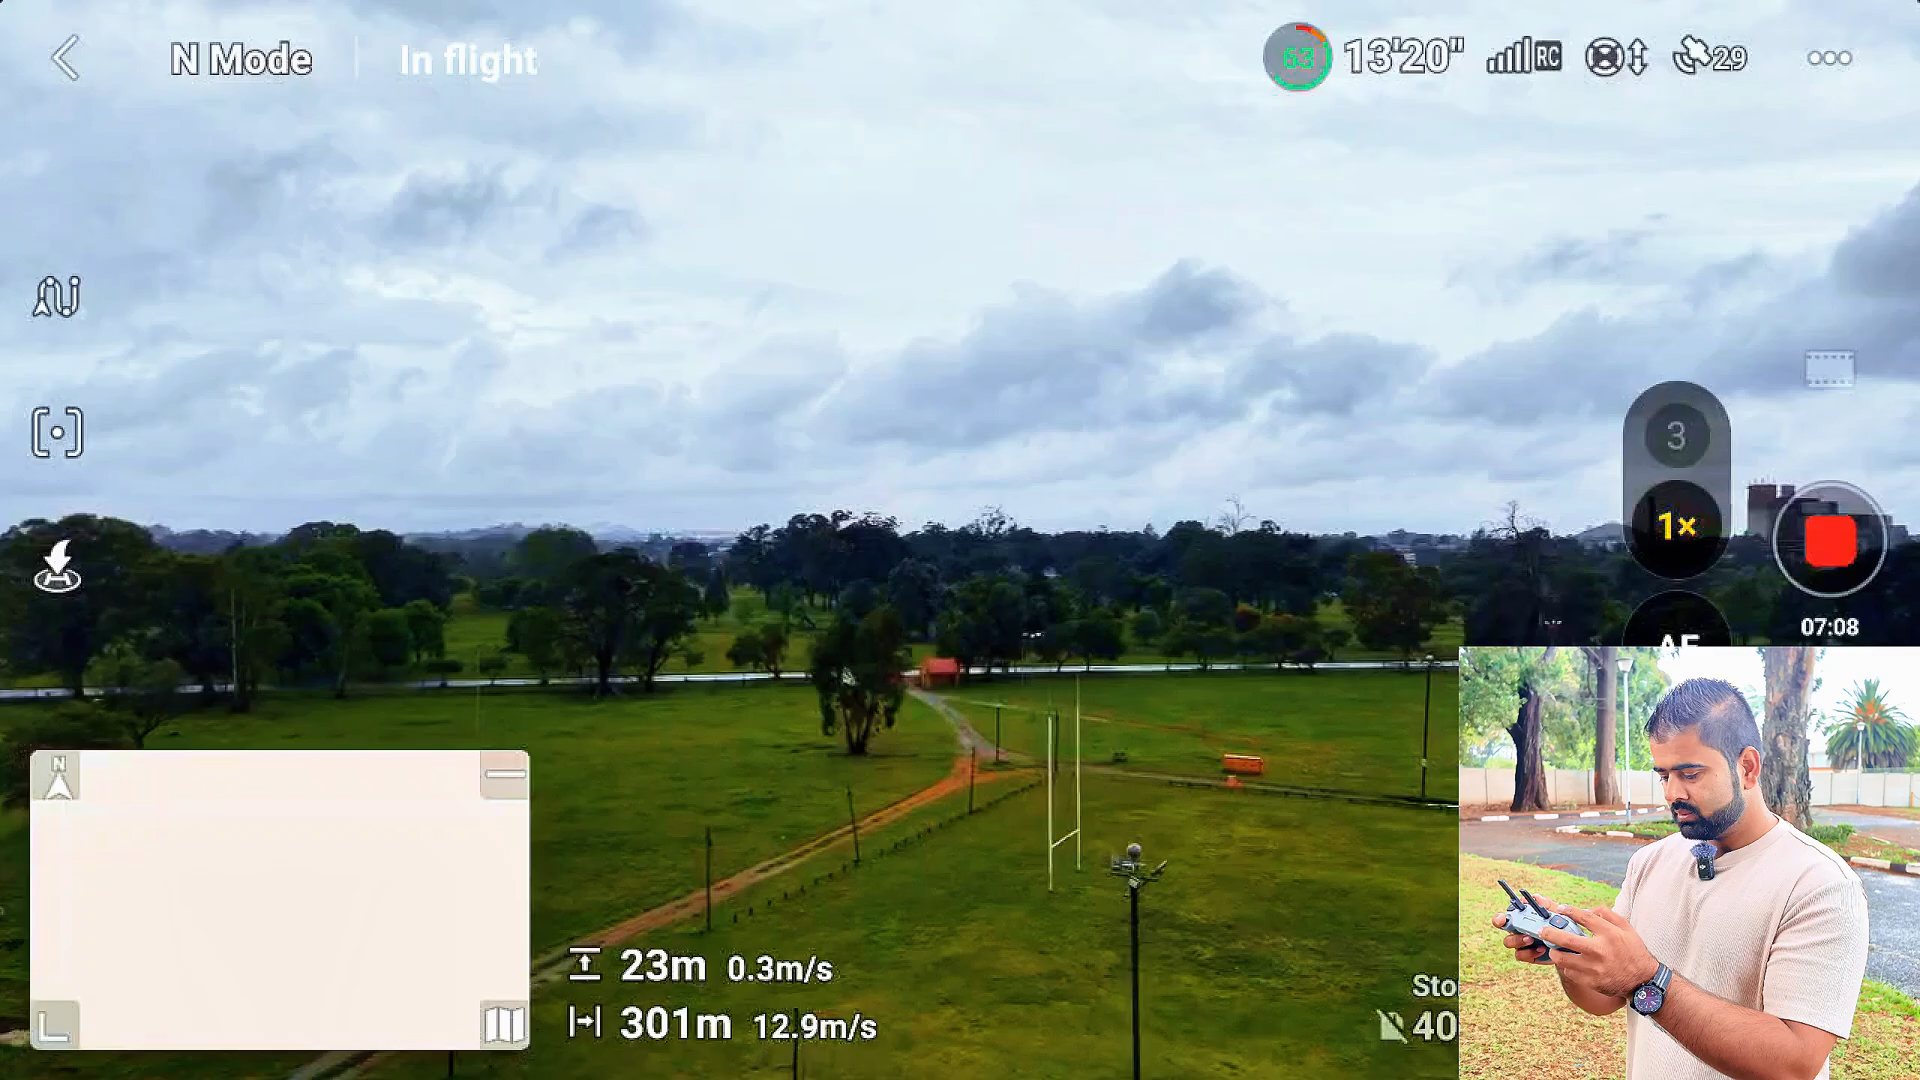 N Mode
In flight
63
13'20"
RC
29
3
1×
07:08
AF
N
23m 0.3m/s
301m 12.9m/s
Sto
40